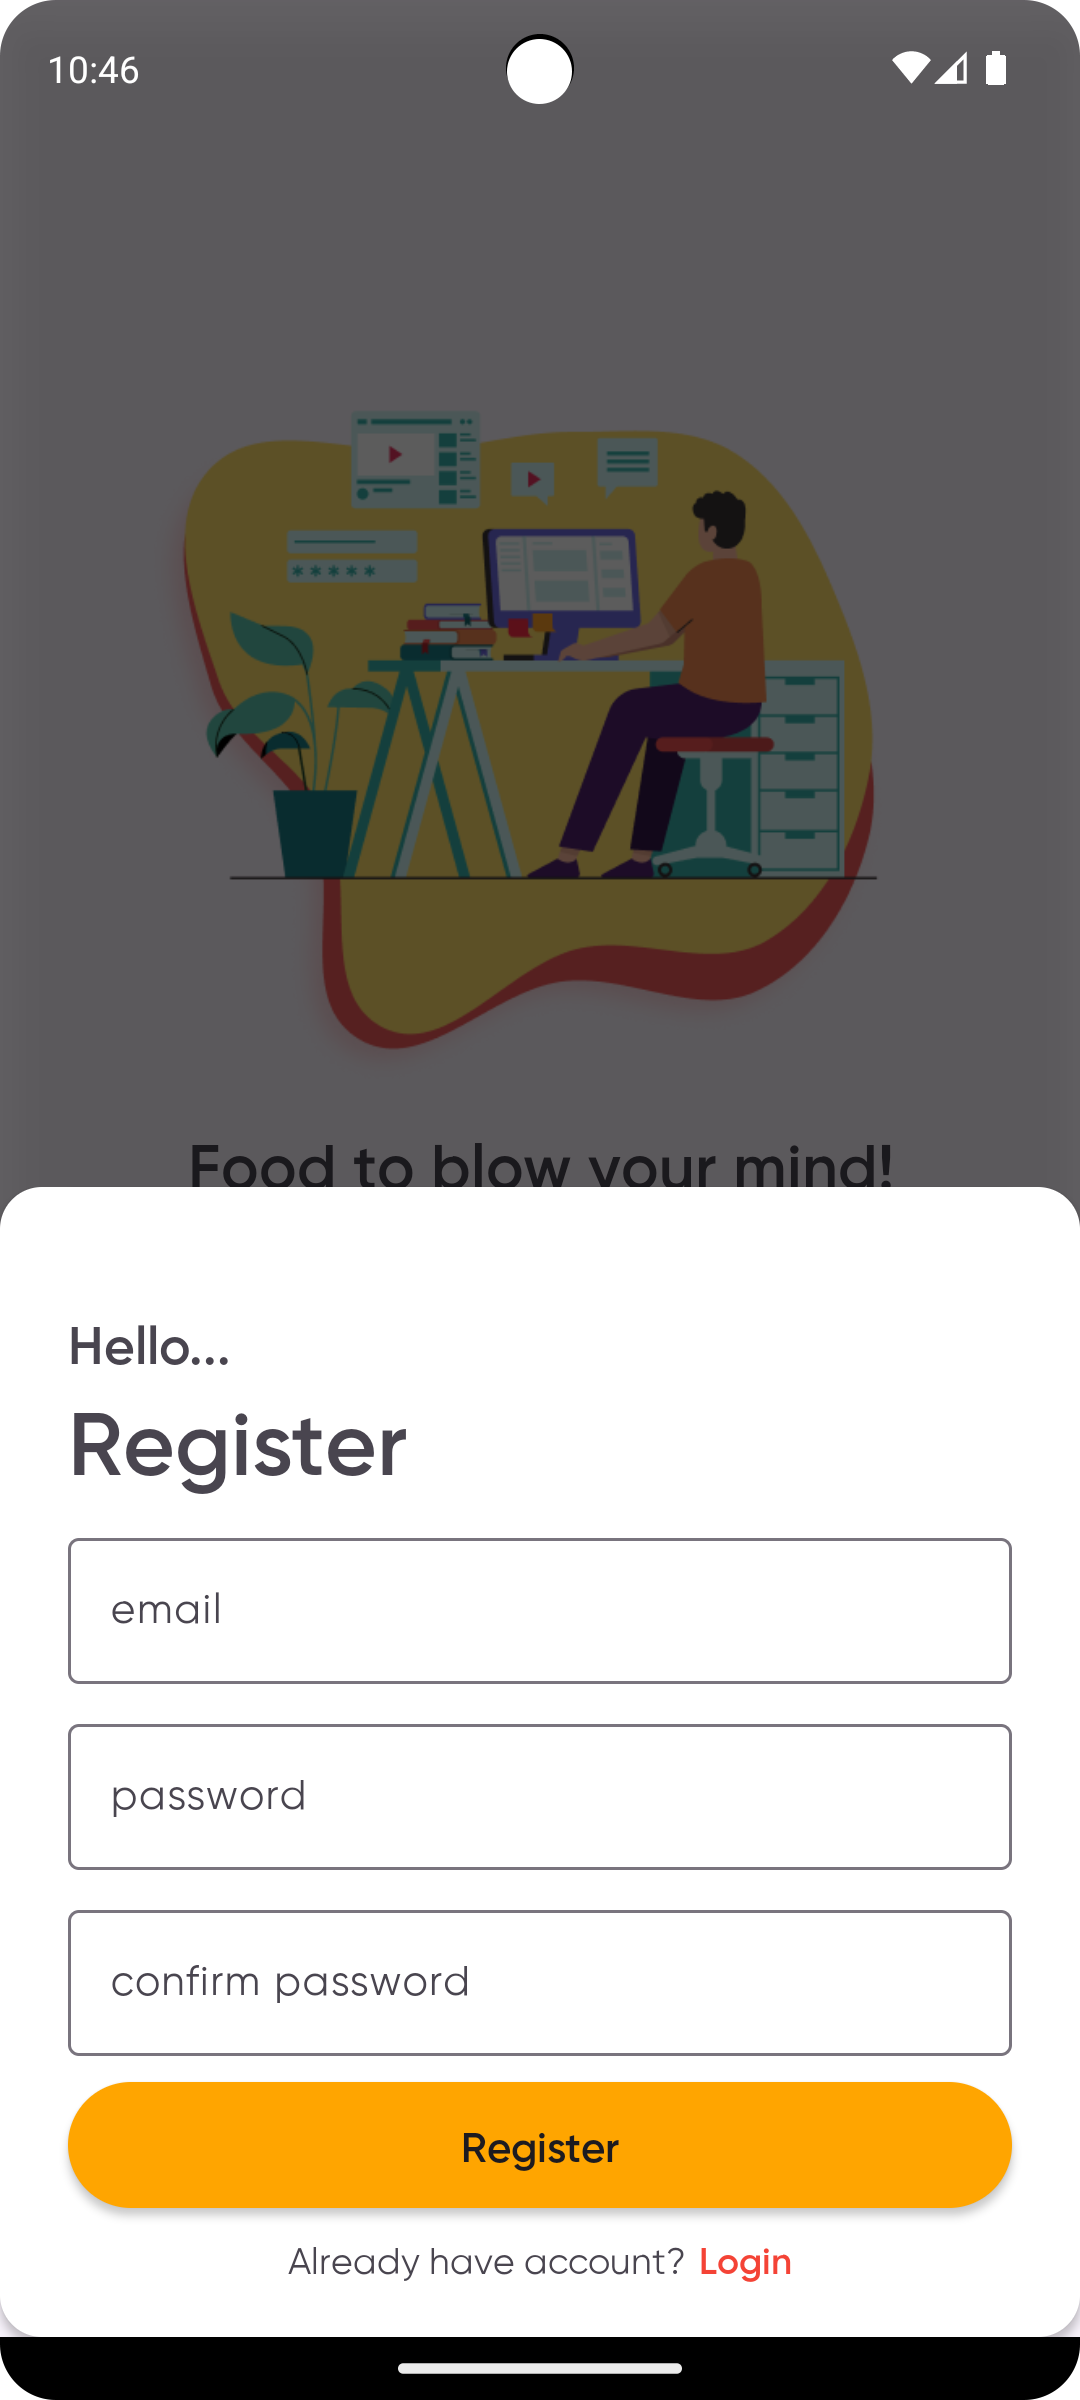 10:46
*****
Food to blow your mind!
Hello...
Register
email
password
confirm password
Register
Already have account? Login